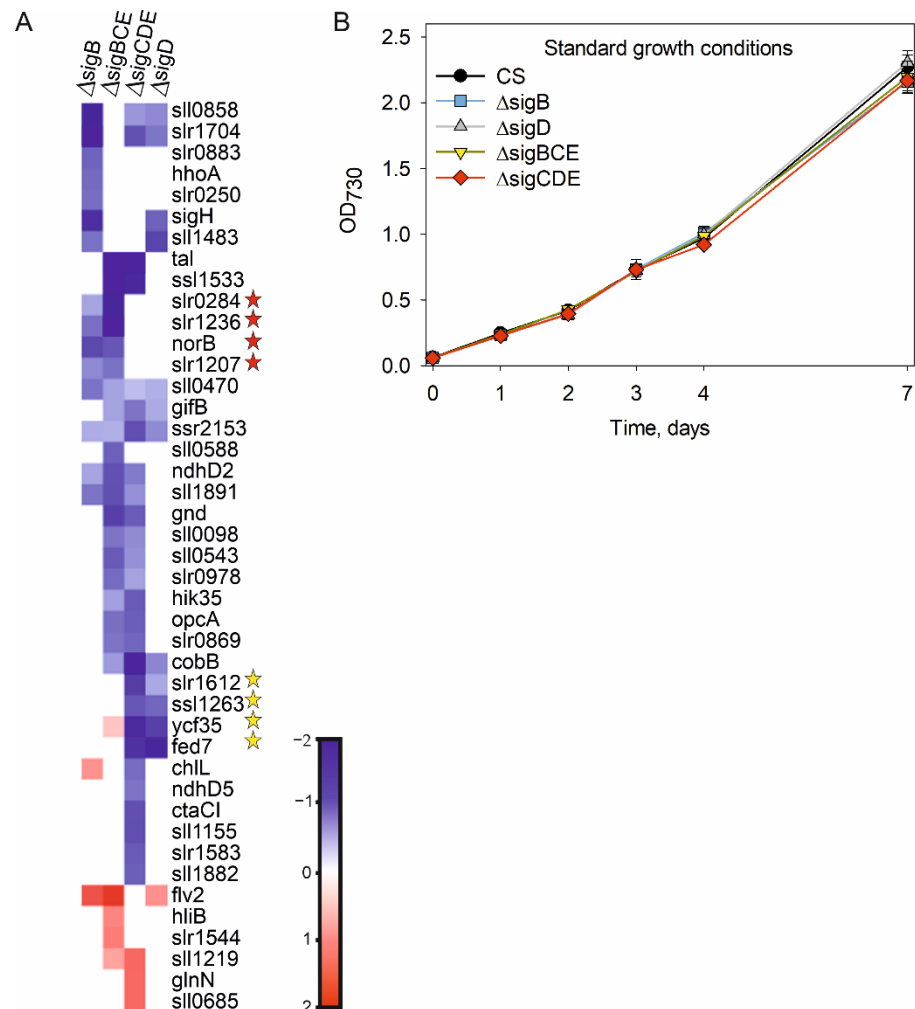 A
ΔsigB
ΔsigBCE
ΔsigCDE
ΔsigD
sll0858
slr1704
slr0883
hhoA
slr0250
sigH
sll1483
tal
ssl1533
slr0284
slr1236
norB
slr1207
sll0470
gifB
ssr2153
sll0588
ndhD2
sll1891
gnd
sll0098
sll0543
slr0978
hik35
opcA
slr0869
cobB
slr1612
ssl1263
ycf35
fed7
chlL
ndhD5
ctaCI
sll1155
slr1583
sll1882
flv2
hliB
slr1544
sll1219
glnN
sll0685
−2
−1
0
1
2
B
Standard growth conditions
CS
ΔsigB
ΔsigD
ΔsigBCE
ΔsigCDE
OD730
2.5
2.0
1.5
1.0
0.5
0.0
0 1 2 3 4 7
Time, days